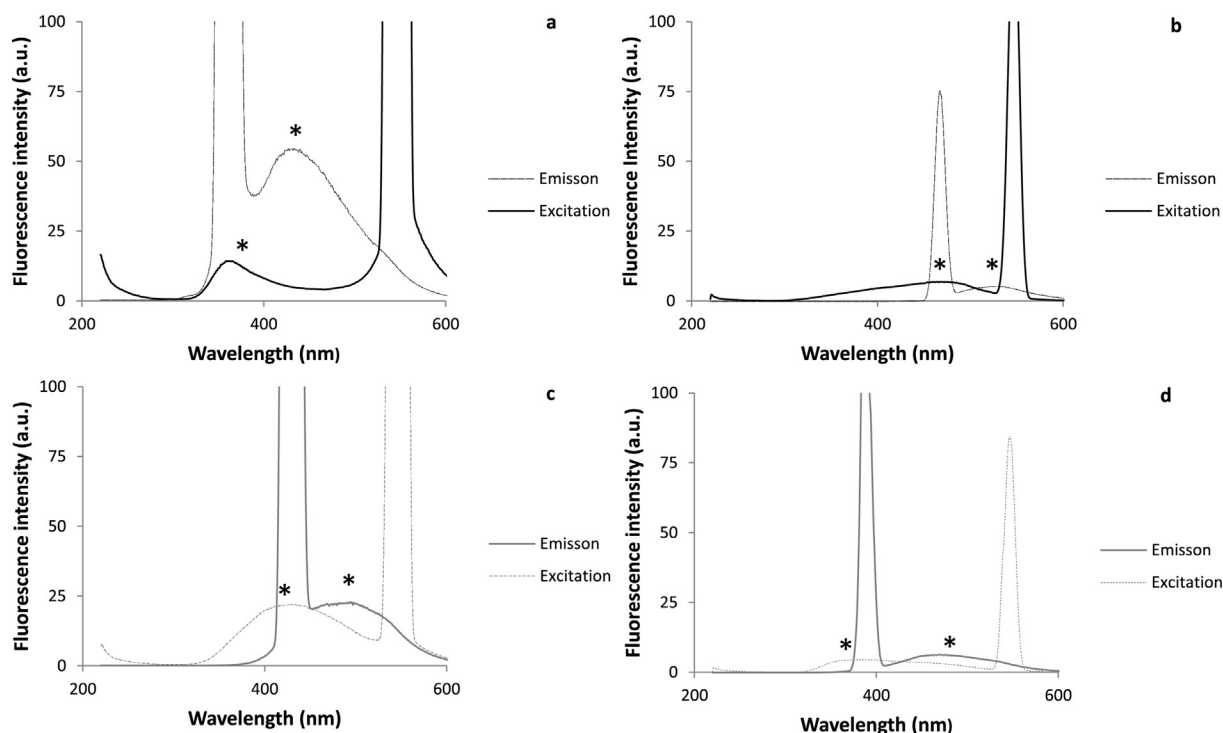 a
Fluorescence intensity (a.u.)
100
75
50
25
0
200
400
600
Wavelength (nm)
*
*
Emisson
Excitation
b
Fluorescence Intensity (a.u.)
100
75
50
25
0
200
400
600
Wavelength (nm)
*
*
Emisson
Exitation
c
Fluorescence intensity (a.u.)
100
75
50
25
0
200
400
600
Wavelength (nm)
*
*
Emisson
Excitation
d
Fluorescence intensity (a.u.)
100
75
50
25
0
200
400
600
Wavelength (nm)
*
*
Emisson
Excitation